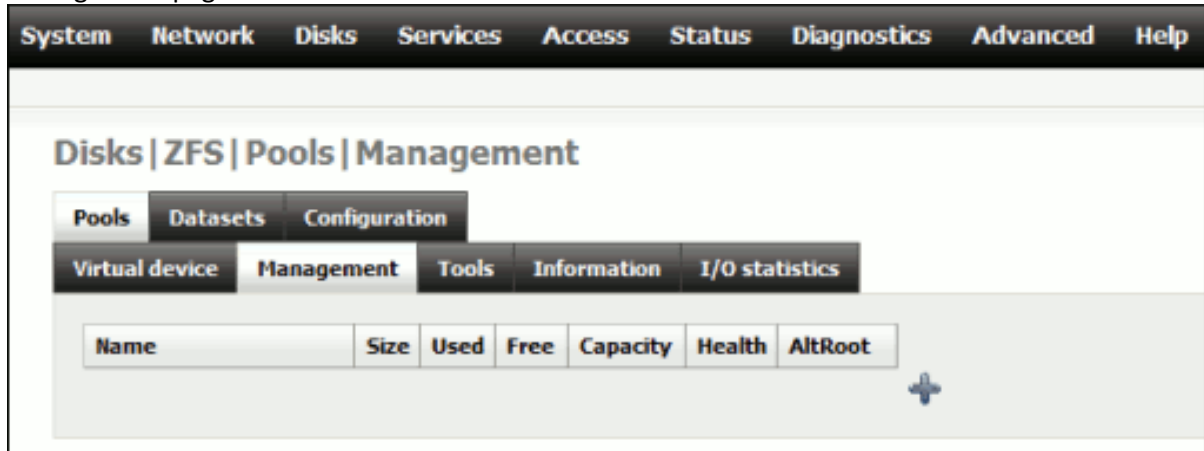 System Network Disks Services Access Status Diagnostics Advanced Help
Disks|ZFS|Pools|Management
Pools Datasets Configuration
Virtual device Management Tools Information I/O statistics
Name Size Used Free Capacity Health AltRoot